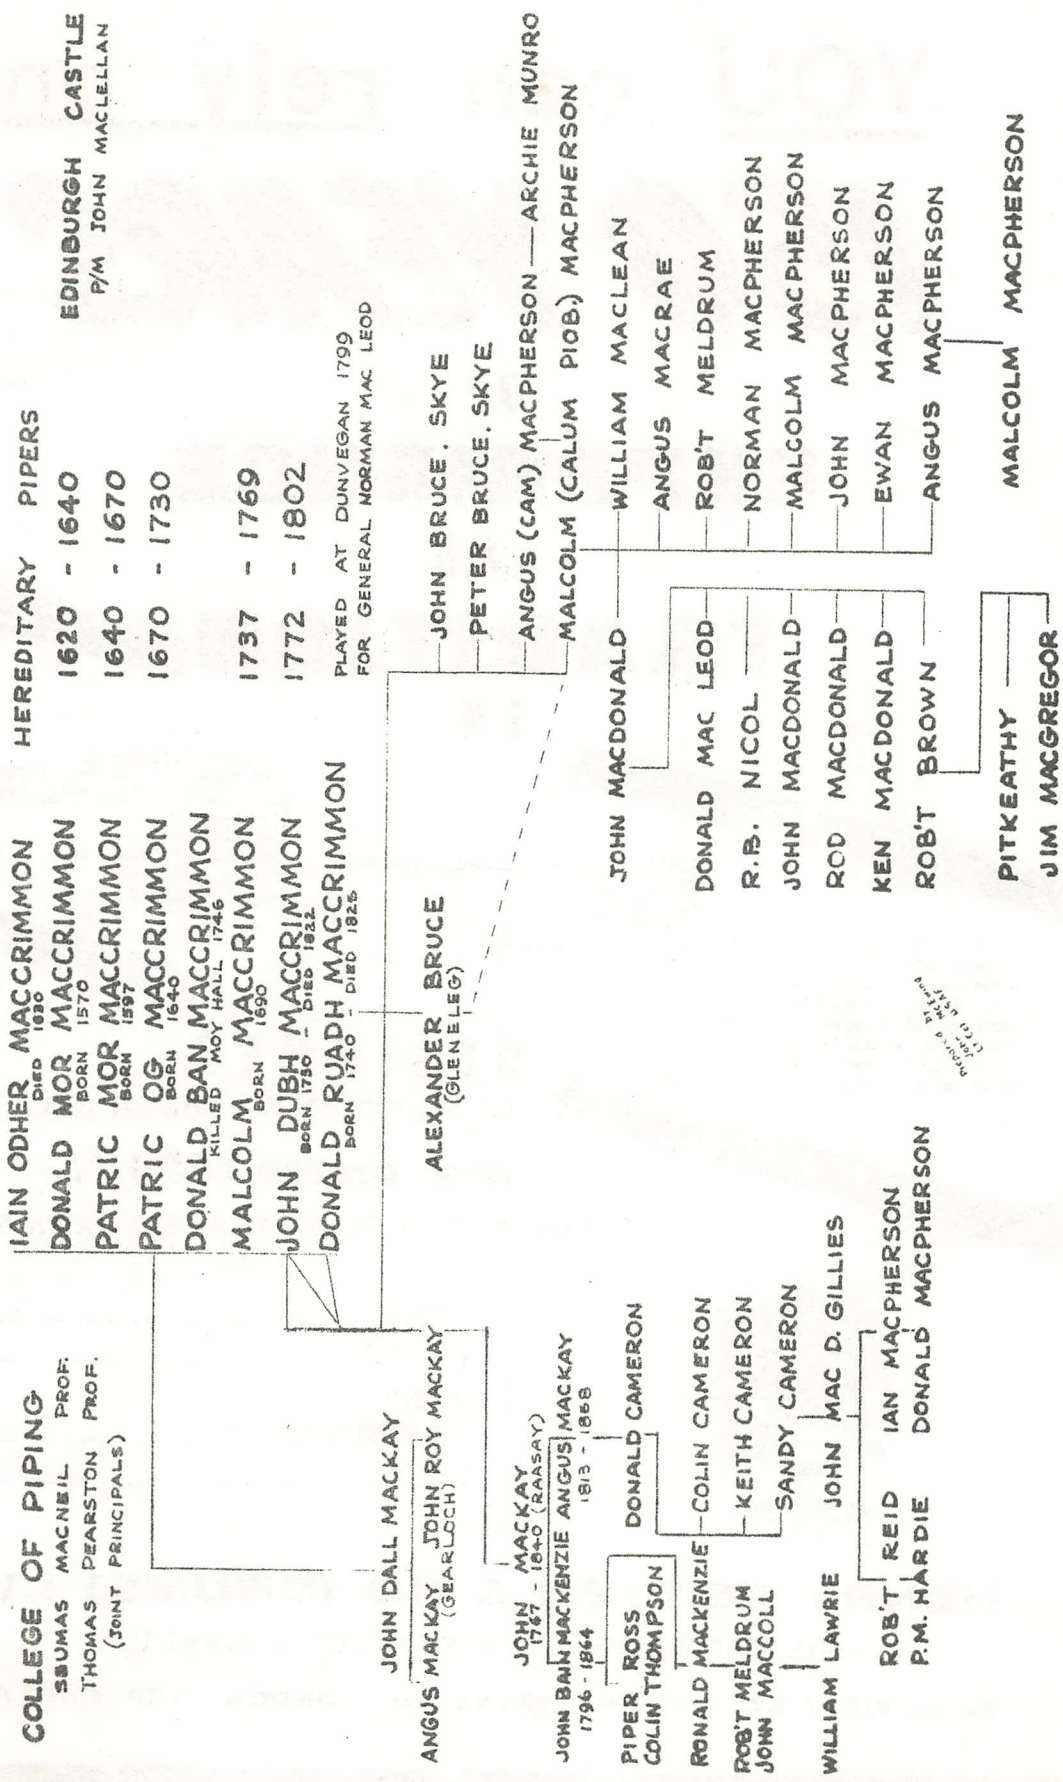 COLLEGE OF PIPING
SEUMAS MACNEIL PROF.
THOMAS PEARSTON PROF.
(JOINT PRINCIPALS)
IAIN ODHER MACCRIMMON
DIED 1620
DONALD MOR MACCRIMMON
BORN 1570
PATRIC MOR MACCRIMMON
BORN 1597
PATRIC OG MACCRIMMON
BORN 1640
DONALD BAN MACCRIMMON
KILLED MOY HALL 1746
MALCOLM MACCRIMMON
BORN 1690
JOHN DUBH MACCRIMMON
BORN 1730 - DIED 1822
DONALD RUADH MACCRIMMON
BORN 1740 - DIED 1825
HEREDITARY PIPERS
1620 - 1640
1640 - 1670
1670 - 1730
1737 - 1769
1772 - 1802
PLAYED AT DUNVEGAN 1799
FOR GENERAL NORMAN MAC LEOD
EDINBURGH CASTLE
P/M JOHN MACLELLAN
JOHN DALL MACKAY
ANGUS MACKAY JOHN ROY MACKAY
(GEARLOCH)
ALEXANDER BRUCE
(GLENELEG)
JOHN BRUCE. SKYE
PETER BRUCE. SKYE.
ANGUS (CAM) MACPHERSON — ARCHIE MUNRO
MALCOLM (CALUM PIOB.) MACPHERSON
JOHN MACKAY
1767 - 1840 (RAASAY)
JOHN BAIN MACKENZIE ANGUS MACKAY
1796 - 1864 1813 - 1868
PIPER ROSS DONALD CAMERON
COLIN THOMPSON
RONALD MACKENZIE COLIN CAMERON
ROB'T MELDRUM KEITH CAMERON
JOHN MACCOLL SANDY CAMERON
WILLIAM LAWRIE JOHN MAC D. GILLIES
ROB'T REID IAN MACPHERSON
P.M. HARDIE DONALD MACPHERSON
Prepared by
John McEwing
Lt Col USAF
JOHN MACDONALD WILLIAM MACLEAN
ANGUS MACRAE
DONALD MAC LEOD ROB'T MELDRUM
R.B. NICOL NORMAN MACPHERSON
JOHN MACDONALD MALCOLM MACPHERSON
ROD MACDONALD JOHN MACPHERSON
KEN MACDONALD EWAN MACPHERSON
ROB'T BROWN ANGUS MACPHERSON
PITKEATHY MALCOLM MACPHERSON
JIM MACGREGOR